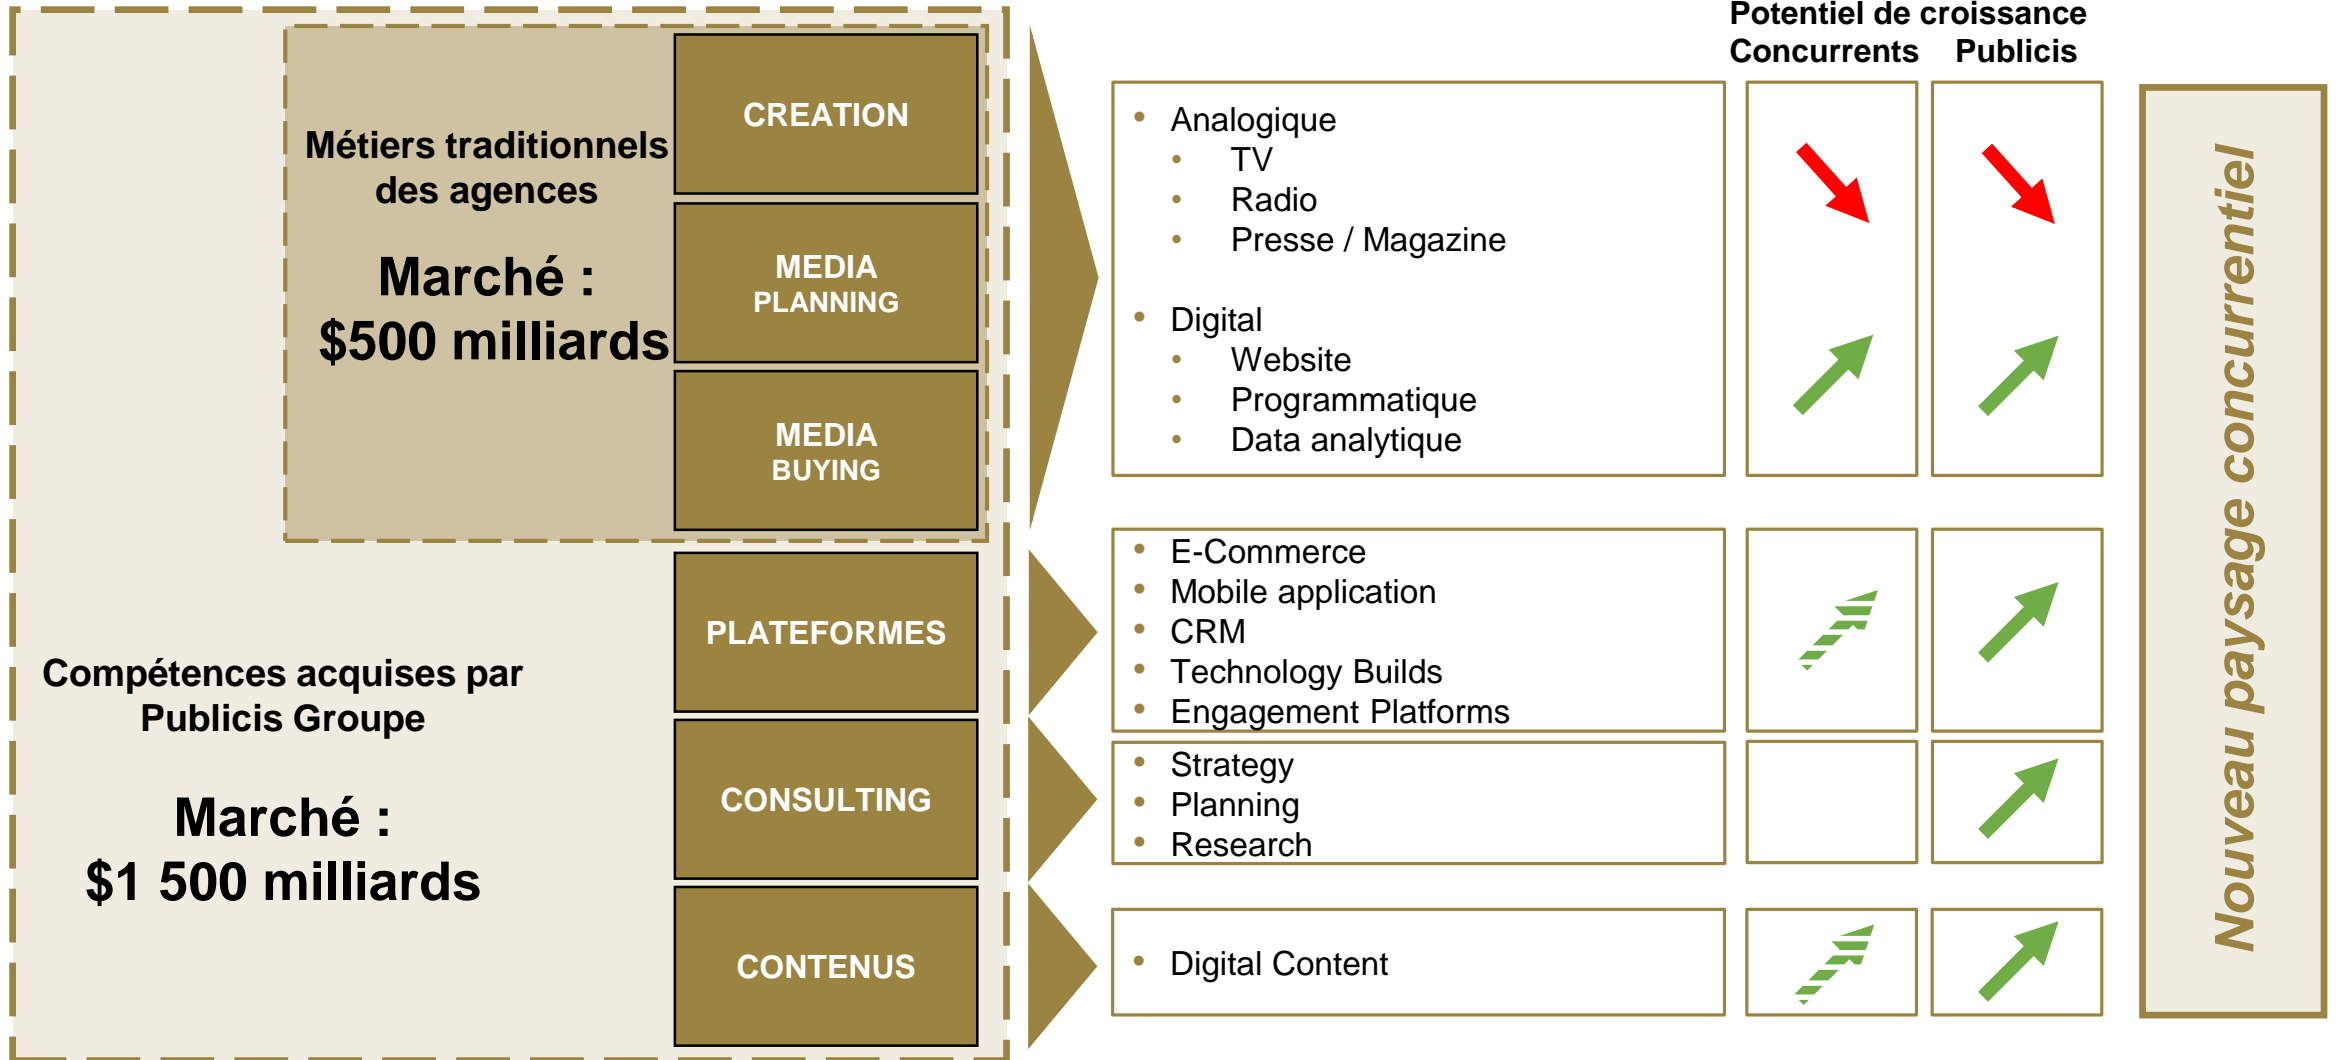 Potentiel de croissance
Concurrents Publicis
Métiers traditionnels
des agences
Marché :
$500 milliards
CREATION
MEDIA
PLANNING
MEDIA
BUYING
• Analogique
• TV
• Radio
• Presse / Magazine
• Digital
• Website
• Programmatique
• Data analytique
Compétences acquises par
Publicis Groupe
Marché :
$1 500 milliards
PLATEFORMES
• E-Commerce
• Mobile application
• CRM
• Technology Builds
• Engagement Platforms
CONSULTING
• Strategy
• Planning
• Research
CONTENUS
• Digital Content
Nouveau paysage concurrentiel